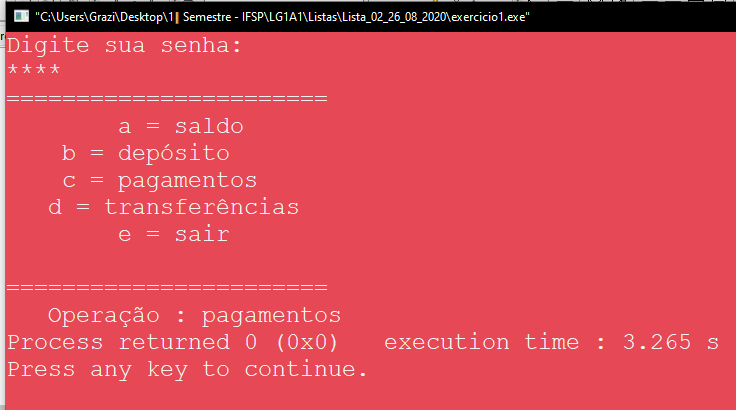 "C:\Users\Grazi\Desktop\1 Semestre - IFSP\LG1A1\Listas\Lista_02_26_08_2020\exercicio1.exe"
Digite sua senha:
****
=======================
a = saldo
b = depósito
c = pagamentos
d = transferências
e = sair
=======================
Operação : pagamentos
Process returned 0 (0x0)   execution time : 3.265 s
Press any key to continue.